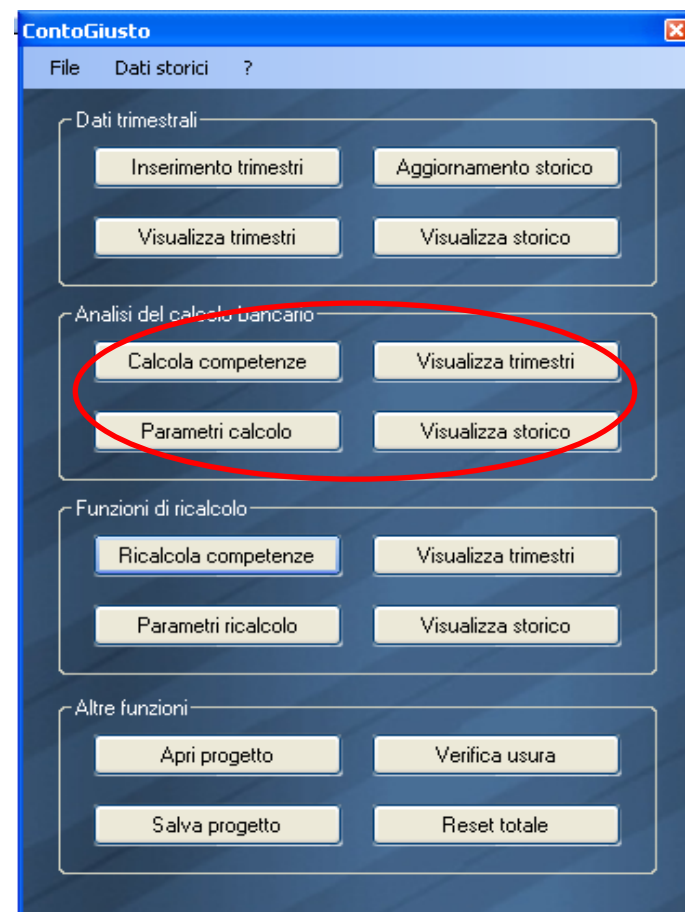 ContoGiusto
File Dati storici ?
Dati trimestrali
Inserimento trimestri Aggiornamento storico
Visualizza trimestri Visualizza storico
Analisi del calcolo bancario
Calcola competenze Visualizza trimestri
Parametri calcolo Visualizza storico
Funzioni di ricalcolo
Ricalcola competenze Visualizza trimestri
Parametri ricalcolo Visualizza storico
Altre funzioni
Apri progetto Verifica usura
Salva progetto Reset totale